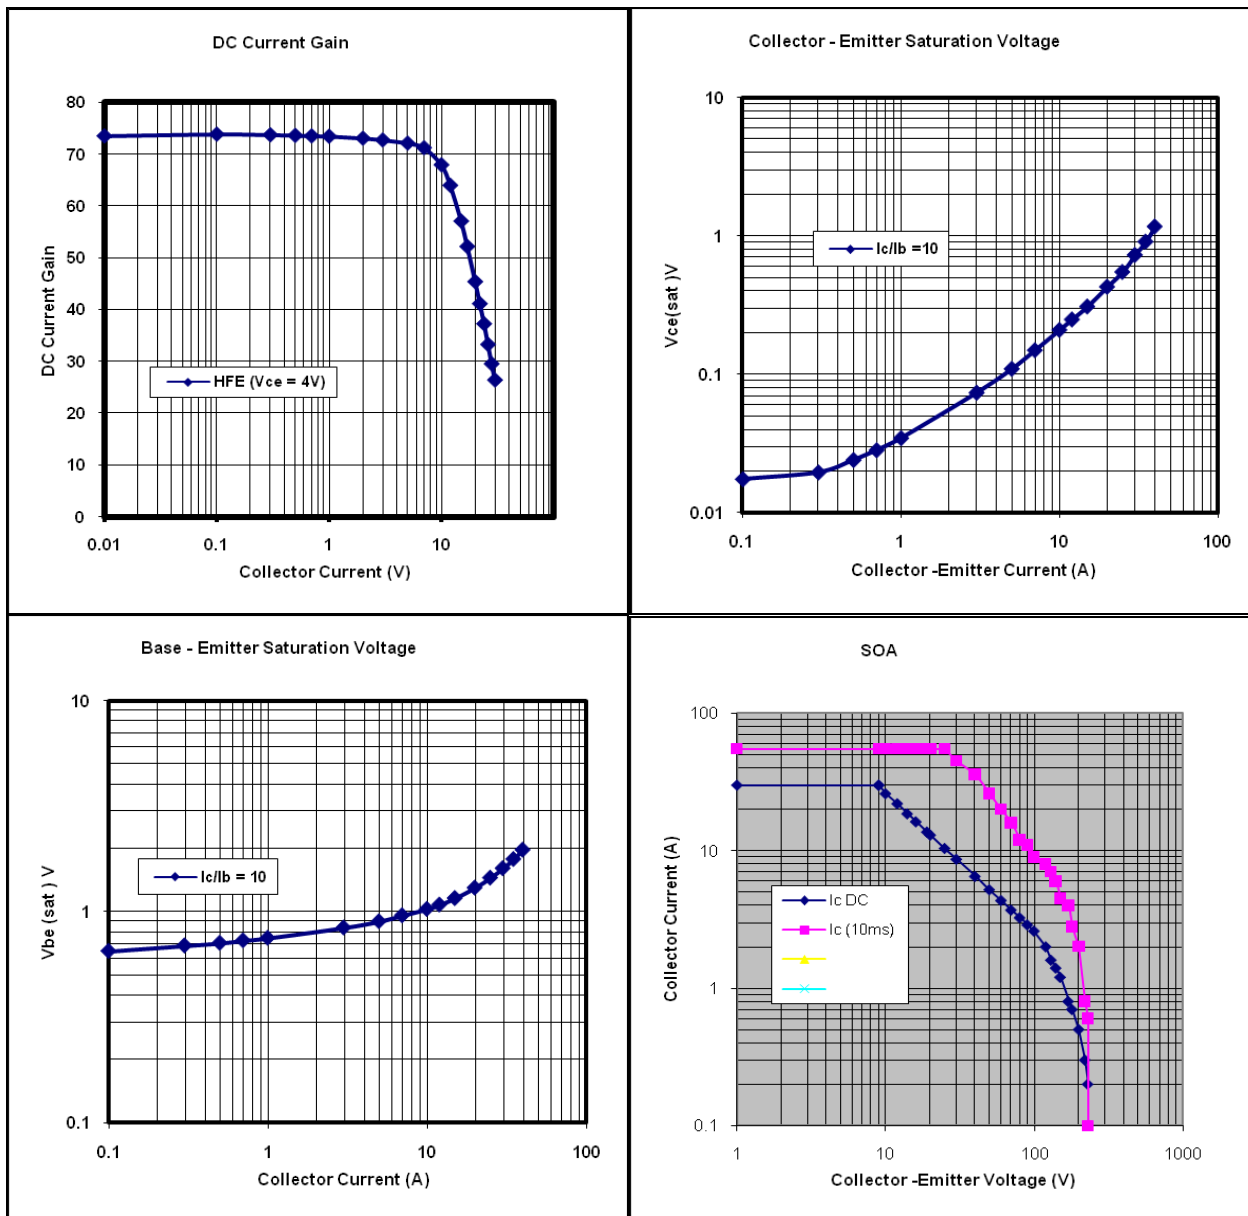 DC Current Gain
80
70
60
50
40
30
20
10
0
DC Current Gain
HFE (Vce = 4V)
0.01 0.1 1 10
Collector Current (V)
Collector - Emitter Saturation Voltage
10
1
0.1
0.01
Vce(sat )V
Ic/Ib =10
0.1 1 10 100
Collector -Emitter Current (A)
Base - Emitter Saturation Voltage
10
1
0.1
Vbe (sat ) V
Ic/Ib = 10
0.1 1 10 100
Collector Current (A)
SOA
100
10
1
0.1
Collector Current (A)
Ic DC
Ic (10ms)
1 10 100 1000
Collector -Emitter Voltage (V)